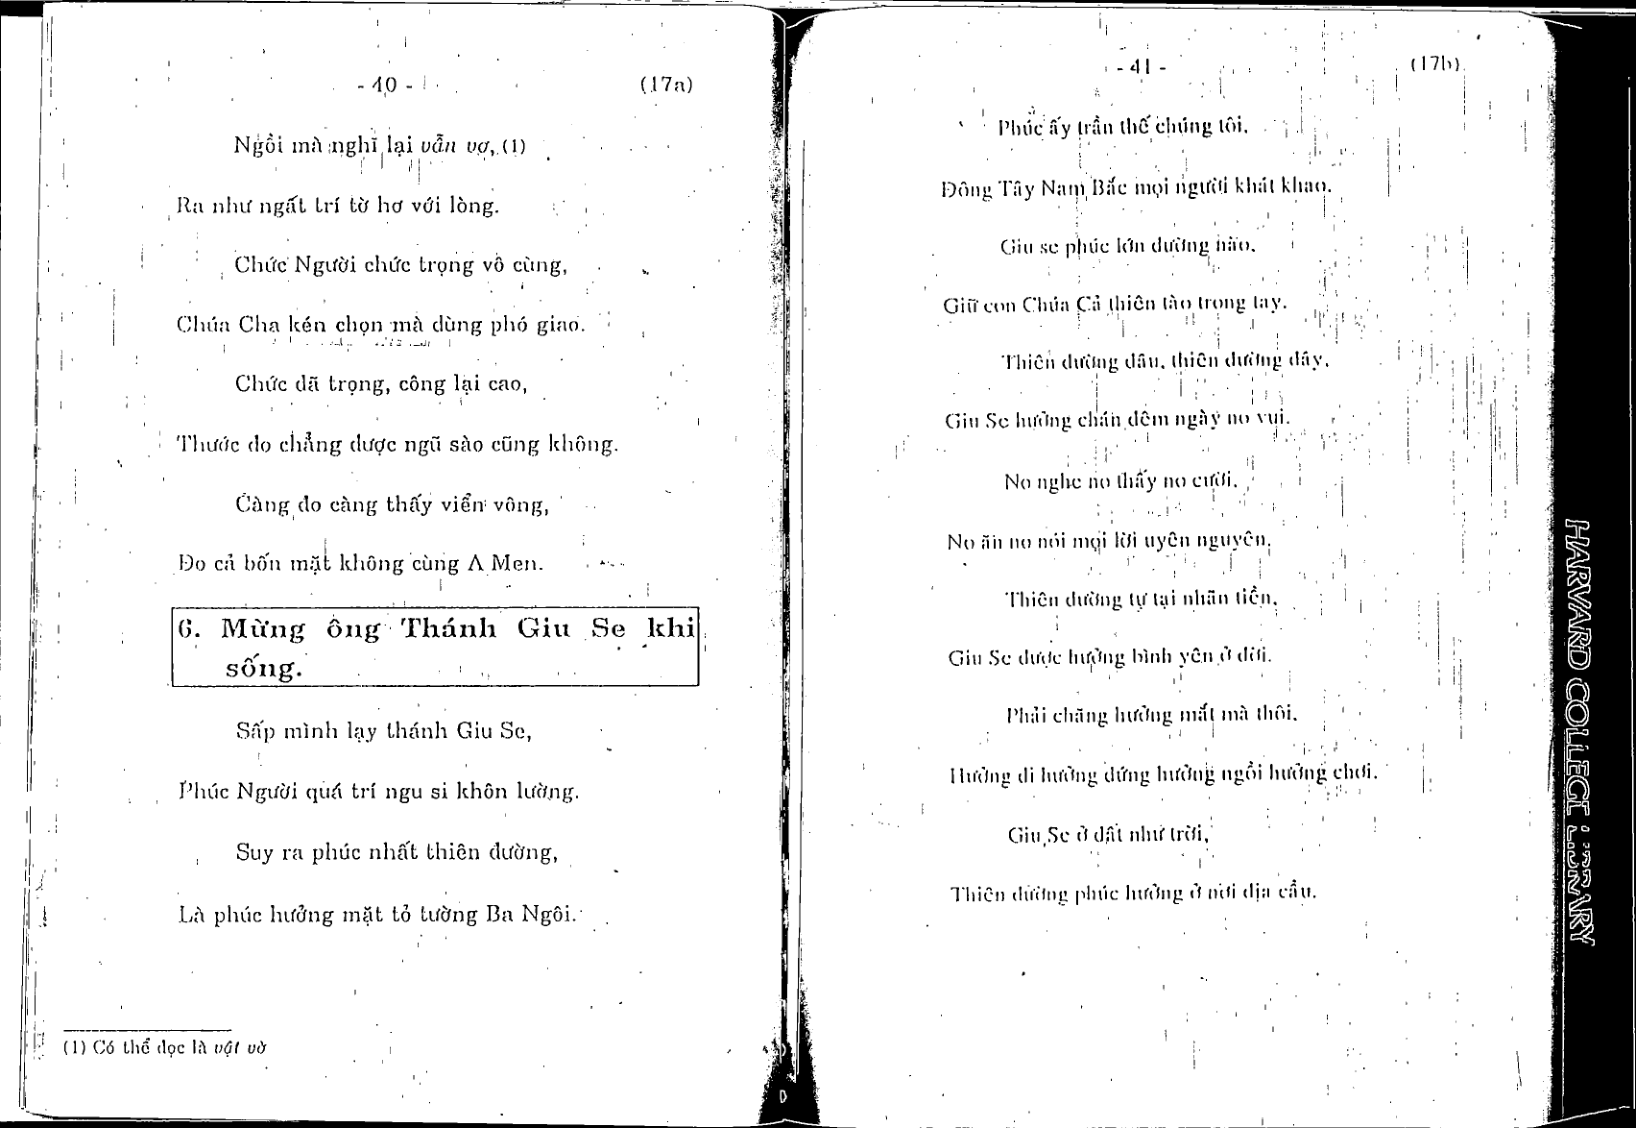 - 40 - (17a)
Ngồi mà nghĩ lại vẩn vơ, (1)
Ra như ngất trí tờ hơ với lòng.
Chức Người chức trọng vô cùng,
Chúa Cha kén chọn mà dùng phó giao.
Chức đã trọng, công lại cao,
Thước đo chẳng được ngũ sào cũng không.
Càng đo càng thấy viển vông,
Đo cả bốn mặt không cùng A Men.
6. Mừng ông Thánh Giu Se khi
sống.
Sấp mình lạy thánh Giu Se,
Phúc Người quá trí ngu si khôn lường.
Suy ra phúc nhất thiên đường,
Là phúc hưởng mặt tỏ tường Ba Ngôi.
(1) Có thể đọc là vật vờ
- 41 - (17b)
Phúc ấy trần thế chúng tôi,
Đông Tây Nam Bắc mọi người khát khao.
Giu se phúc lớn dường nào,
Giữ con Chúa Cả thiên tào trong tay.
Thiên đường đâu, thiên đường đây,
Giu Se hưởng chán đêm ngày no vui.
No nghe no thấy no cười,
No ăn no nói mọi lời uyên nguyên,
Thiên đường tự tại nhãn tiền,
Giu Se được hưởng bình yên ở đời.
Phải chăng hưởng mắt mà thôi,
Hưởng đi hưởng đứng hưởng ngồi hưởng chơi.
Giu Se ở đất như trời,
Thiên đường phúc hưởng ở nơi địa cầu.
HARVARD COLLEGE LIBRARY